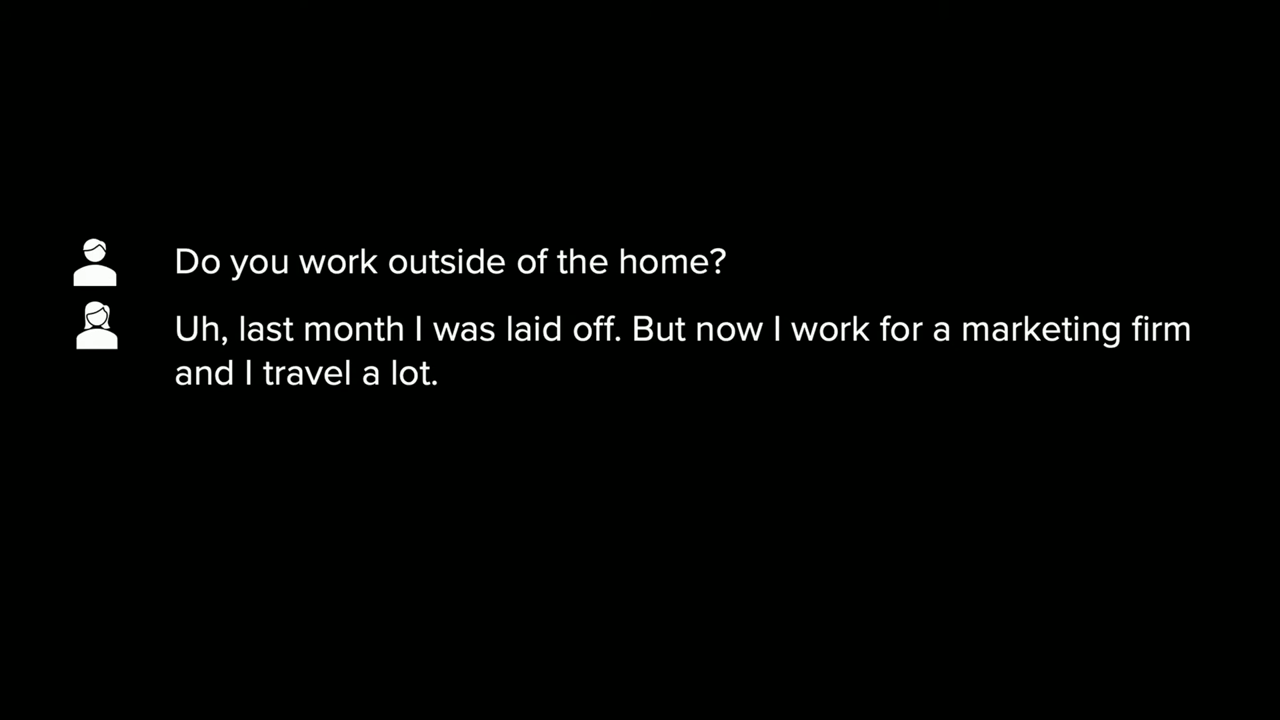 Do you work outside of the home?
Uh, last month I was laid off. But now I work for a marketing firm
and I travel a lot.